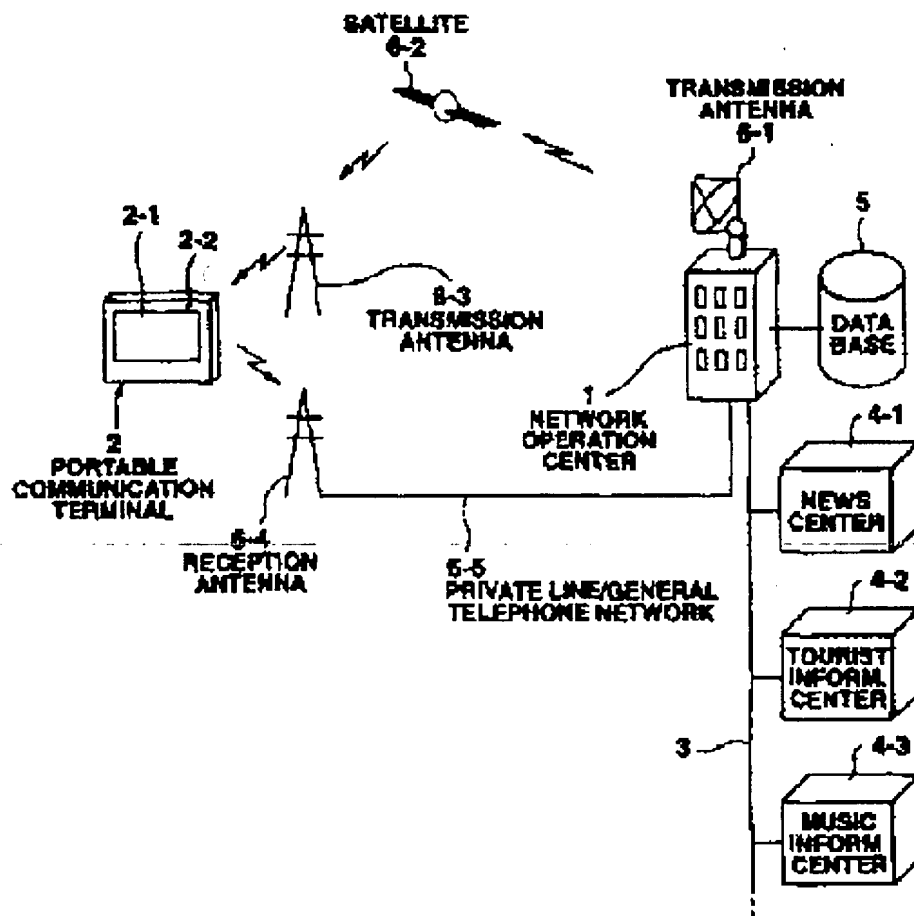 SATELLITE
6-2
TRANSMISSION
ANTENNA
6-1
5
DATA
BASE
2-1
2-2
6-3
TRANSMISSION
ANTENNA
1
NETWORK
OPERATION
CENTER
2
PORTABLE
COMMUNICATION
TERMINAL
4-1
NEWS
CENTER
6-4
RECEPTION
ANTENNA
6-5
PRIVATE LINE/GENERAL
TELEPHONE NETWORK
4-2
TOURIST
INFORM.
CENTER
3
4-3
MUSIC
INFORM
CENTER